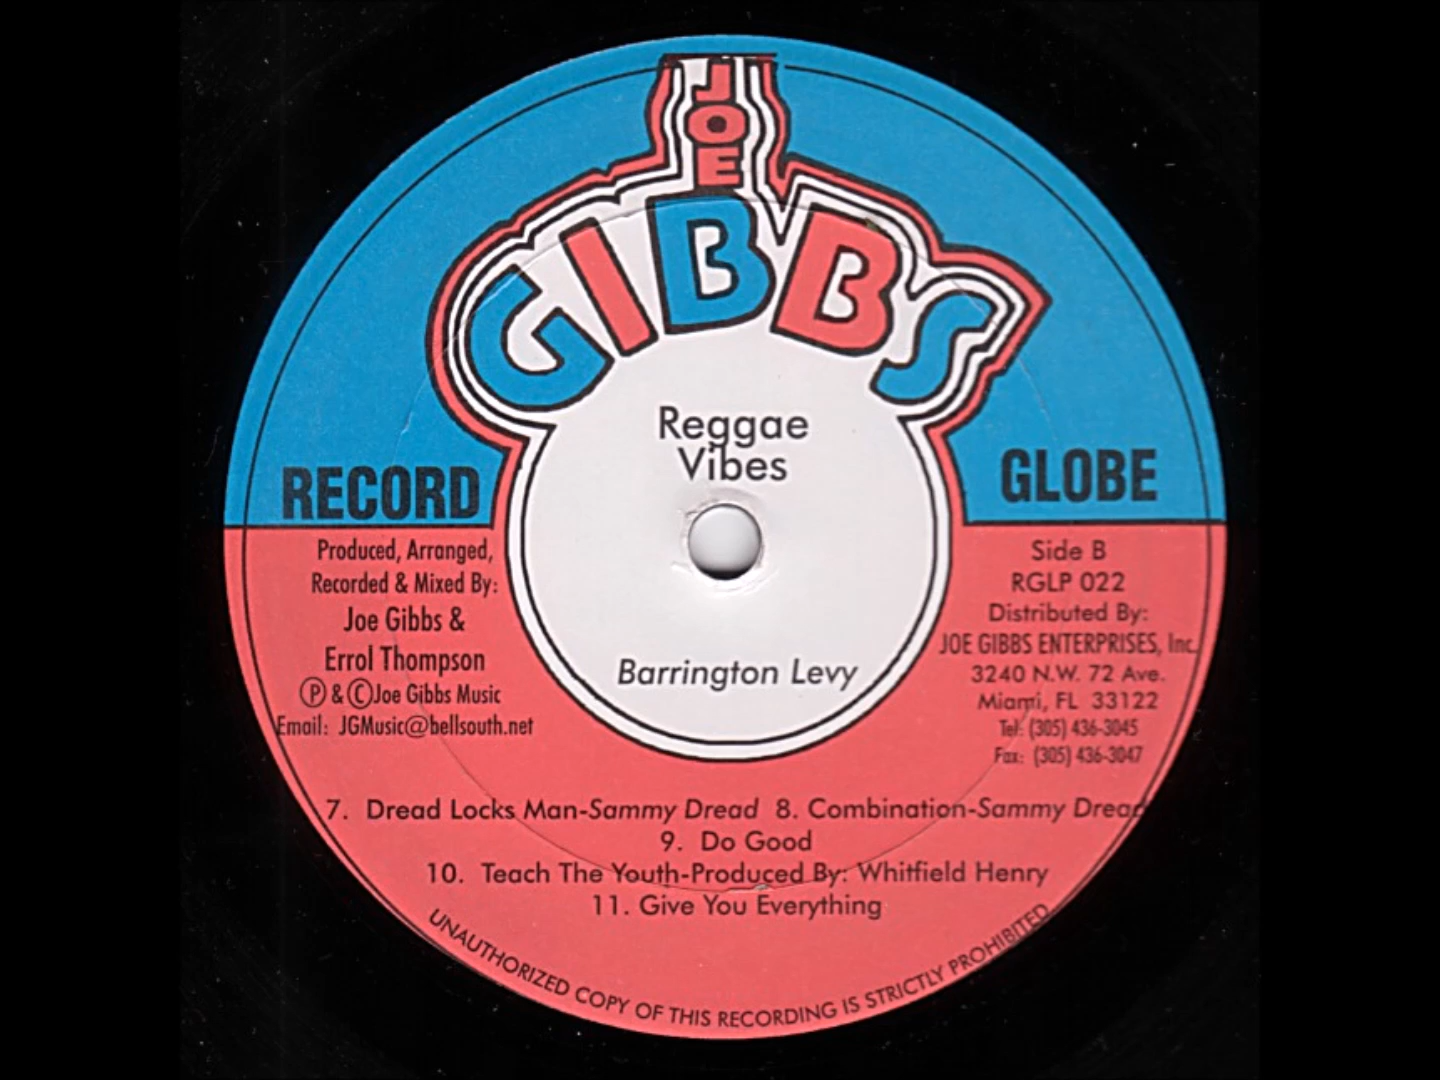 JOE
GIBBS
Reggae
Vibes
RECORD
GLOBE
Produced, Arranged,
Recorded & Mixed By:
Joe Gibbs &
Errol Thompson
Ⓟ & ⒸJoe Gibbs Music
Email: JGMusic@bellsouth.net
Barrington Levy
Side B
RGLP 022
Distributed By:
JOE GIBBS ENTERPRISES, Inc.
3240 N.W. 72 Ave.
Miami, FL 33122
Tel: (305) 436-3045
Fax: (305) 436-3047
7. Dread Locks Man-Sammy Dread 8. Combination-Sammy Dread
9. Do Good
10. Teach The Youth-Produced By: Whitfield Henry
11. Give You Everything
UNAUTHORIZED COPY OF THIS RECORDING IS STRICTLY PROHIBITED